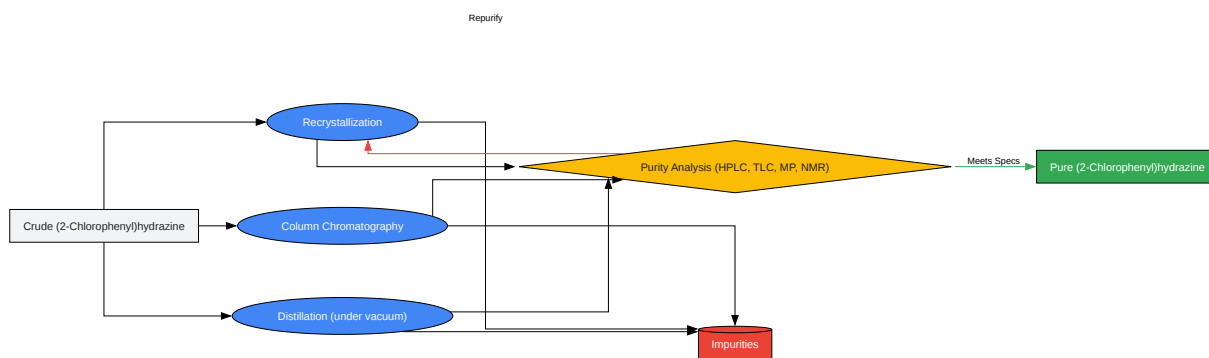 Repurify
Recrystallization
Meets Specs
Purity Analysis (HPLC, TLC, MP, NMR)
Pure (2-Chlorophenyl)hydrazine
Crude (2-Chlorophenyl)hydrazine
Column Chromatography
Distillation (under vacuum)
Impurities